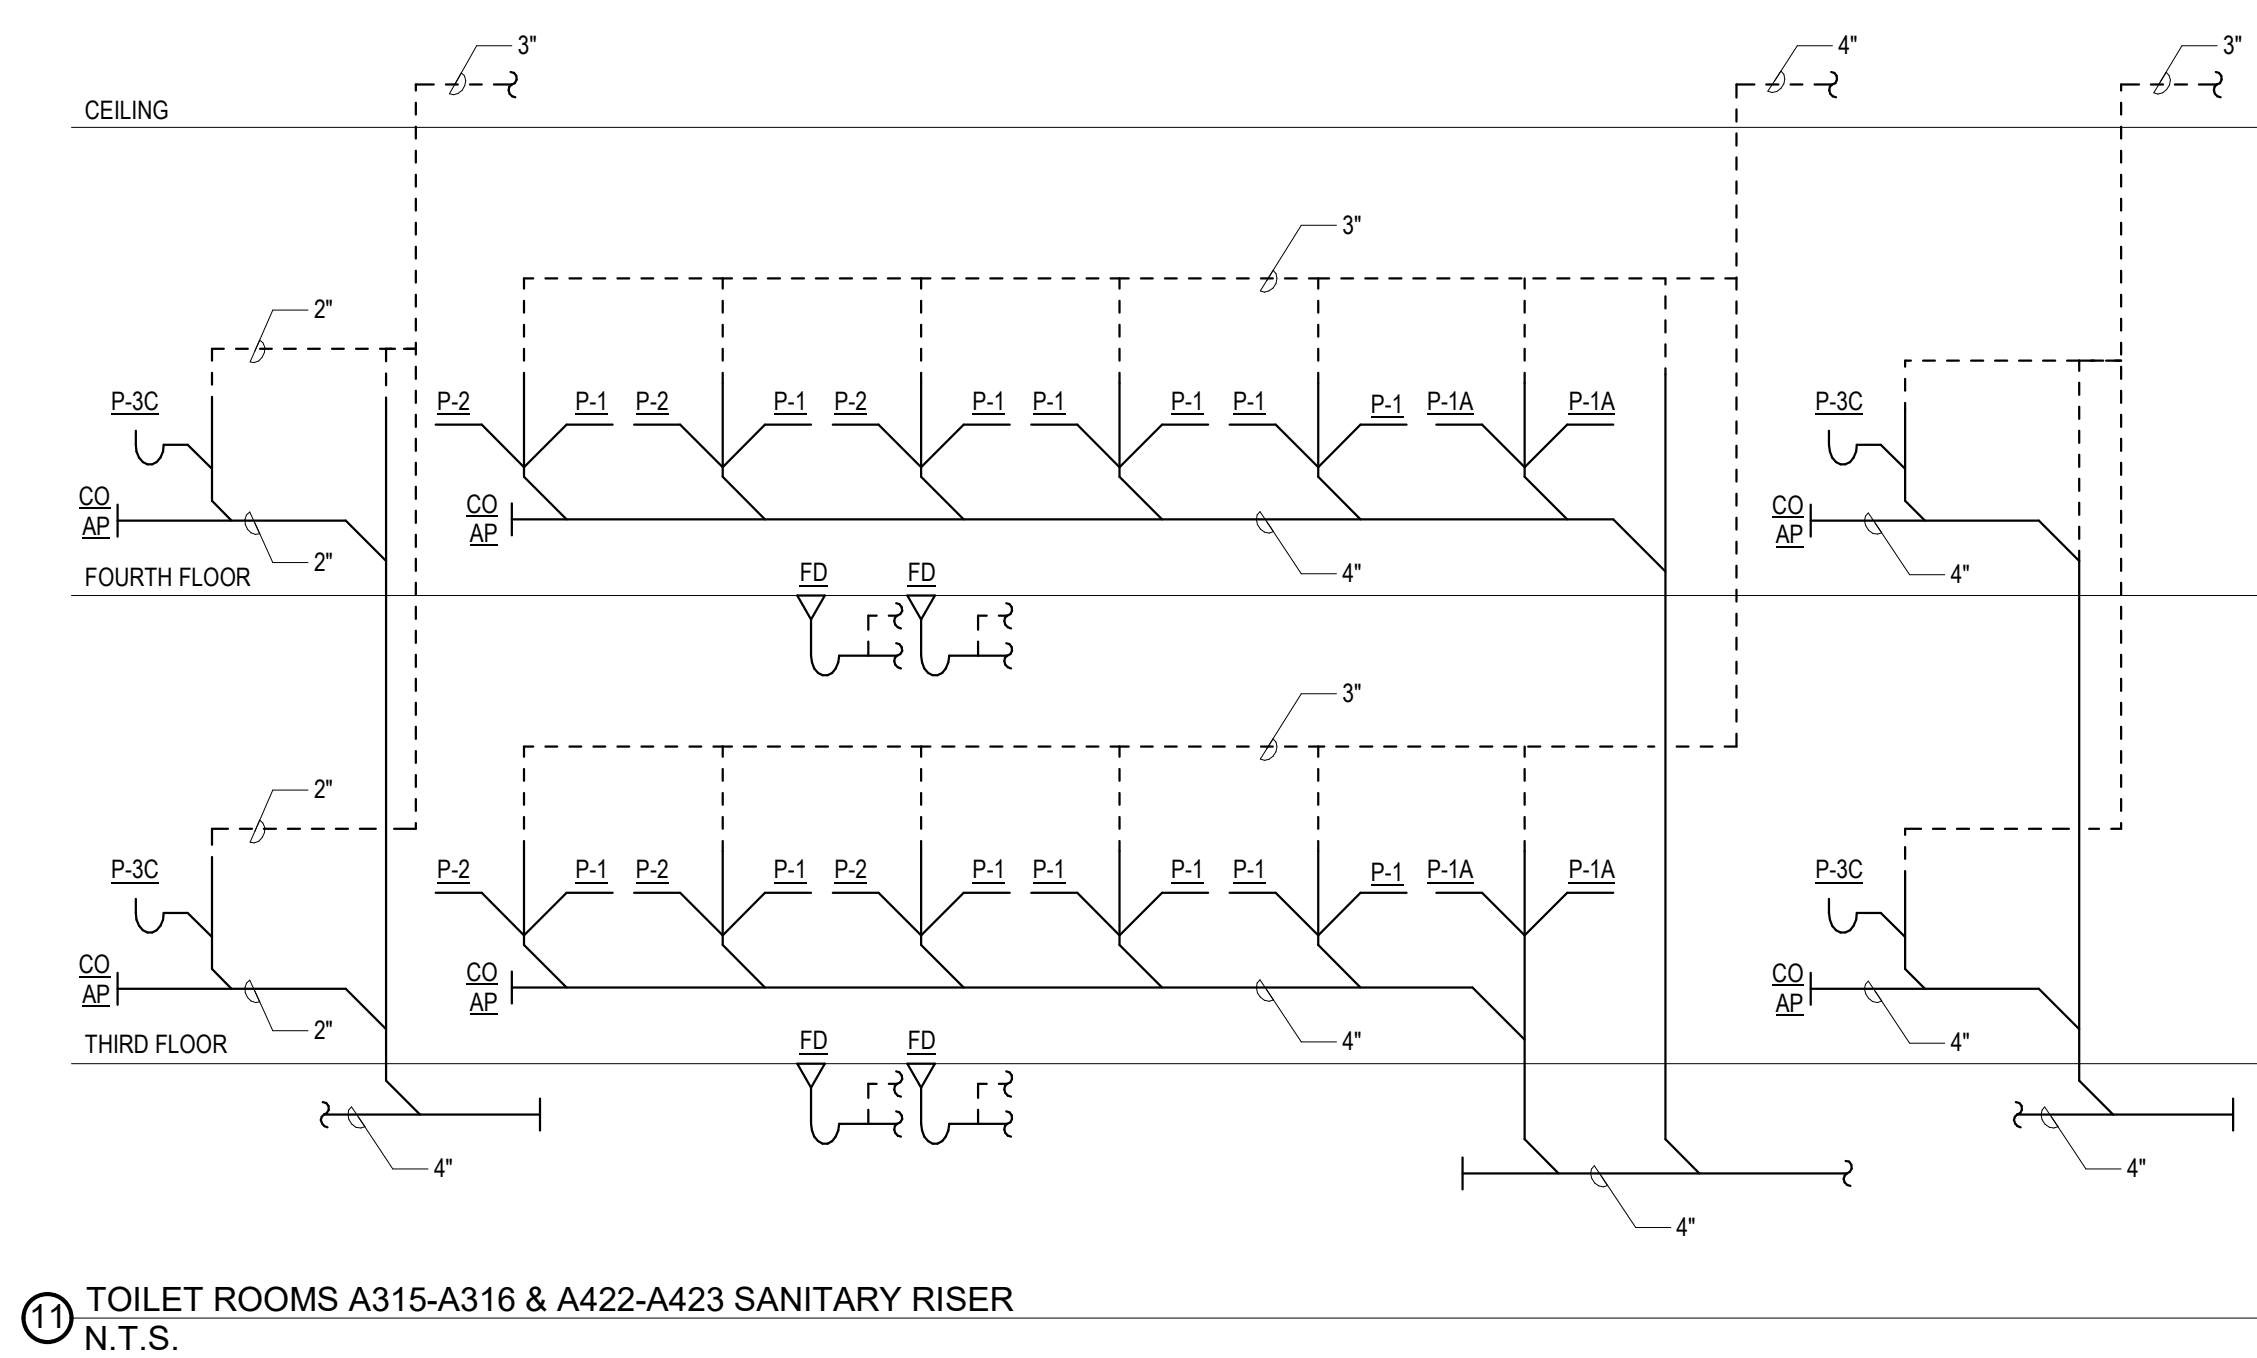 3" 4" 3"
CEILING
3"
2"
P-3C P-2 P-1 P-2 P-1 P-2 P-1 P-1 P-1 P-1 P-1 P-1A P-1A P-3C
CO CO CO
AP AP AP
2" 4" 4"
FOURTH FLOOR FD FD
3"
2"
P-3C P-2 P-1 P-2 P-1 P-2 P-1 P-1 P-1 P-1 P-1 P-1A P-1A P-3C
CO CO CO
AP AP AP
2" 4" 4"
THIRD FLOOR FD FD
4" 4"
4"
11 TOILET ROOMS A315-A316 & A422-A423 SANITARY RISER
N.T.S.